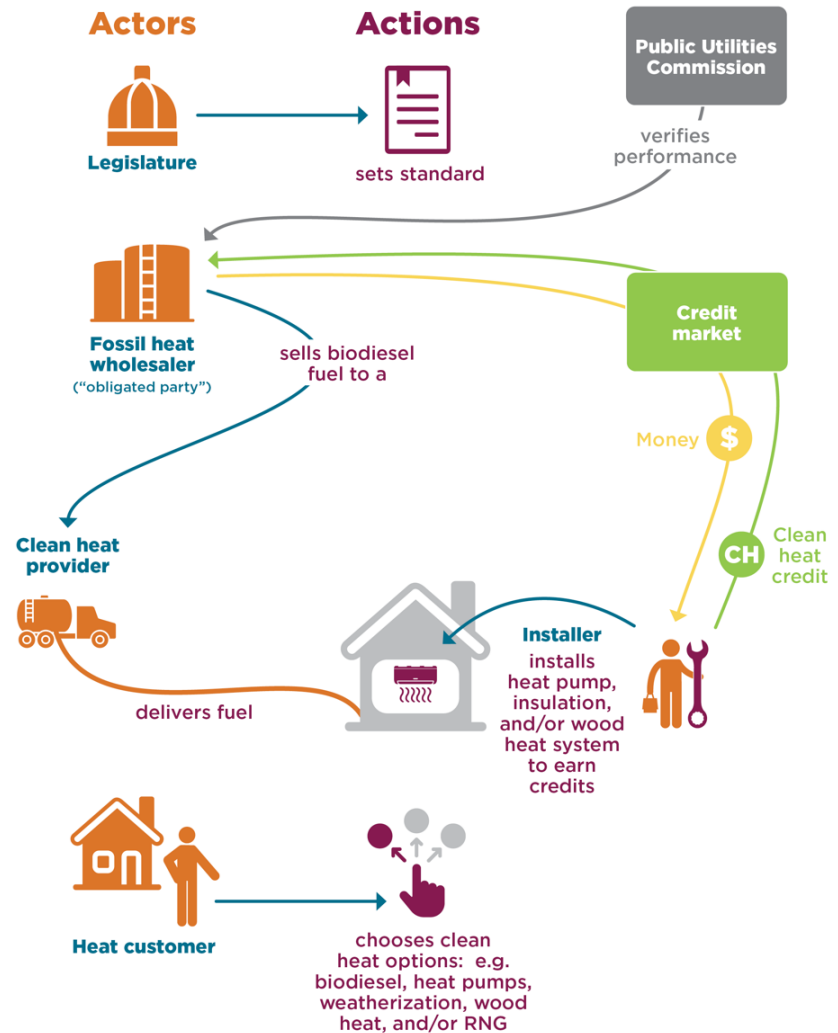 Actors
Actions
Public Utilities
Commission
verifies
performance
Legislature
sets standard
Fossil heat
wholesaler
(“obligated party”)
sells biodiesel
fuel to a
Credit
market
Money
$
CH
Clean
heat
credit
Clean heat
provider
delivers fuel
Installer
installs
heat pump,
insulation,
and/or wood
heat system
to earn
credits
Heat customer
chooses clean
heat options: e.g.
biodiesel, heat pumps,
weatherization, wood
heat, and/or RNG